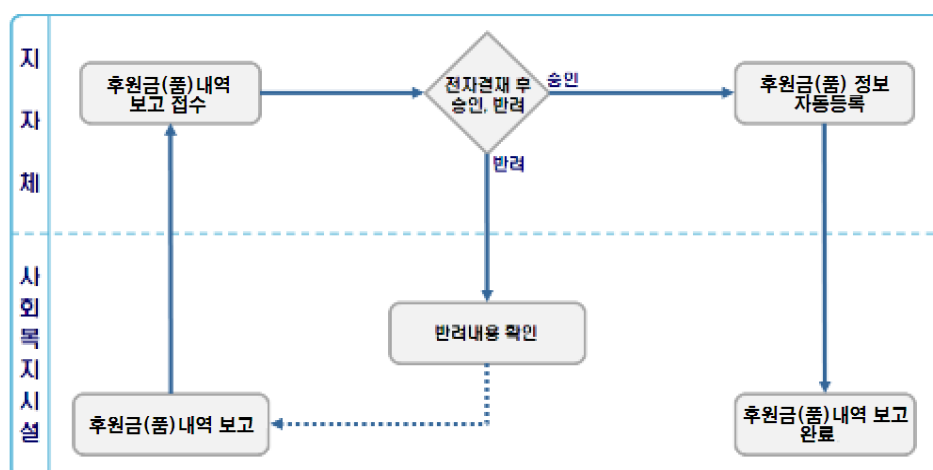 지자체
후원금(품)내역
보고 접수
전자결재 후
승인, 반려
승인
후원금(품) 정보
자동등록
반려
사회복지시설
반려내용 확인
후원금(품)내역 보고
후원금(품)내역 보고
완료